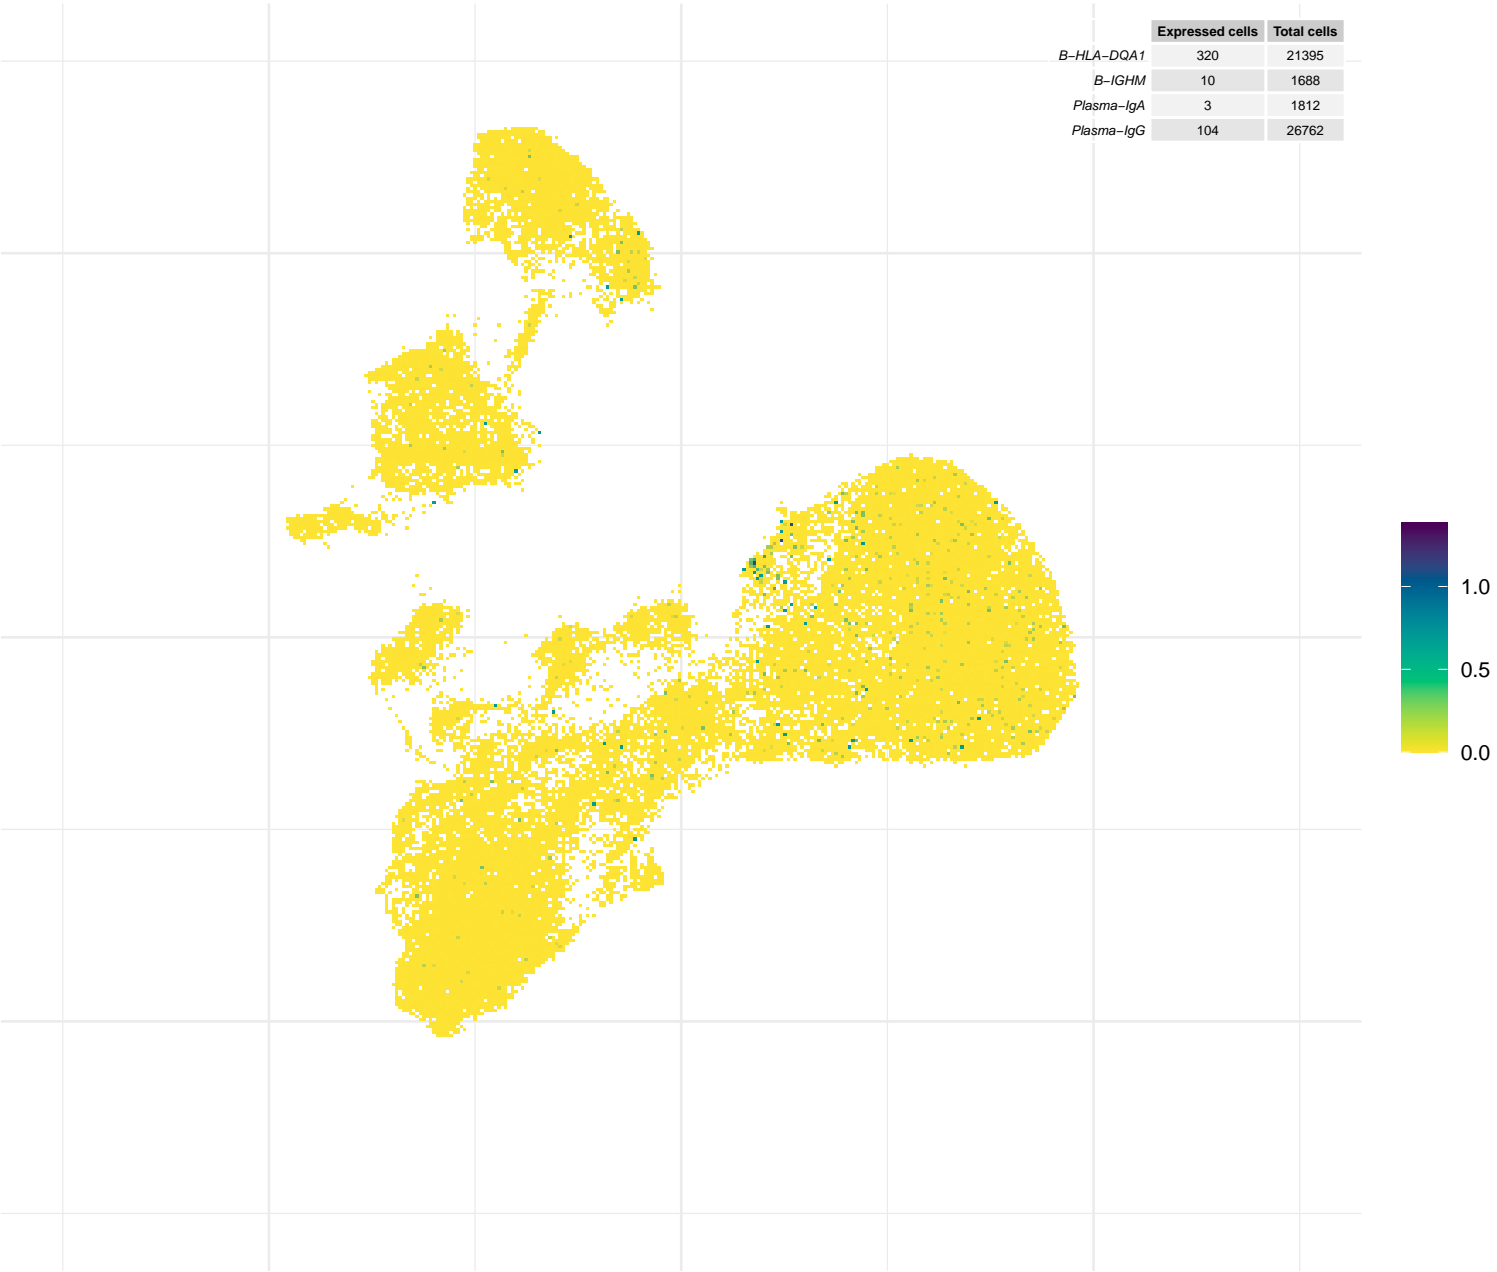 Expressed cells Total cells
B−HLA−DQA1 320 21395
B−IGHM 10 1688
Plasma−IgA 3 1812
Plasma−IgG 104 26762
1.0
0.5
0.0